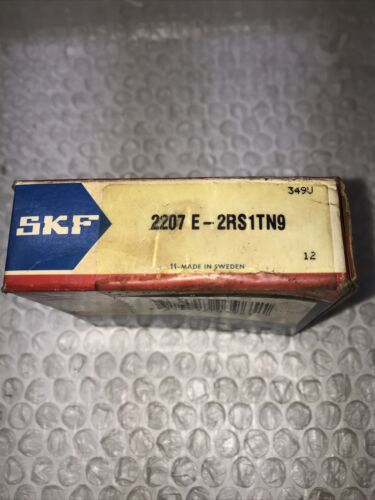 349U
SKF
2207 E-2RS1TN9
11-MADE IN SWEDEN
12